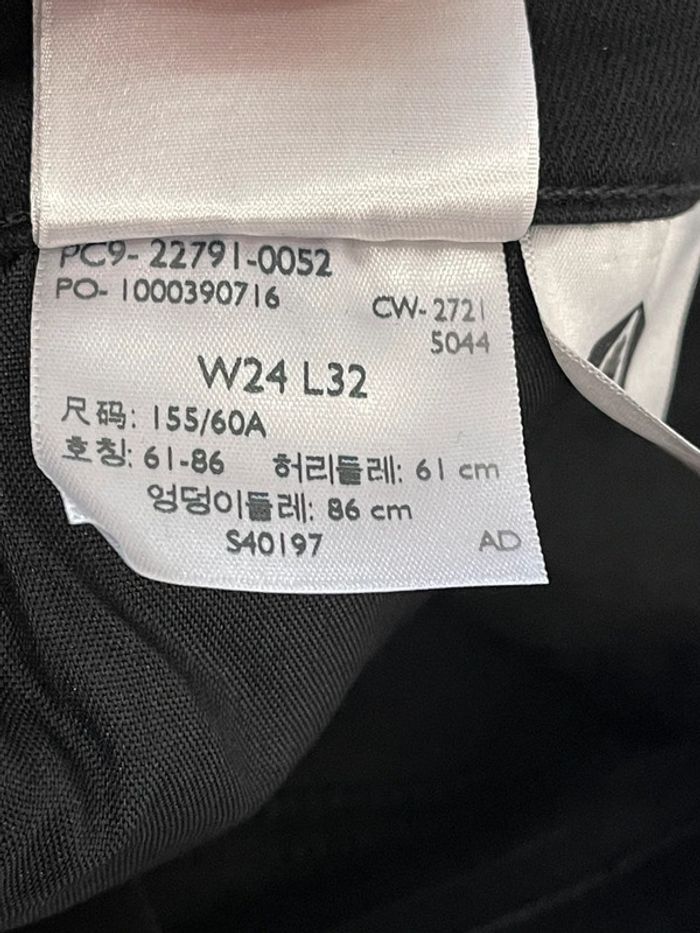 PC9- 22791-0052
PO- 1000390716
CW- 2721
5044
W24 L32
尺码: 155/60A
호칭: 61-86 허리둘레: 61 cm
엉덩이둘레: 86 cm
S40197 AD